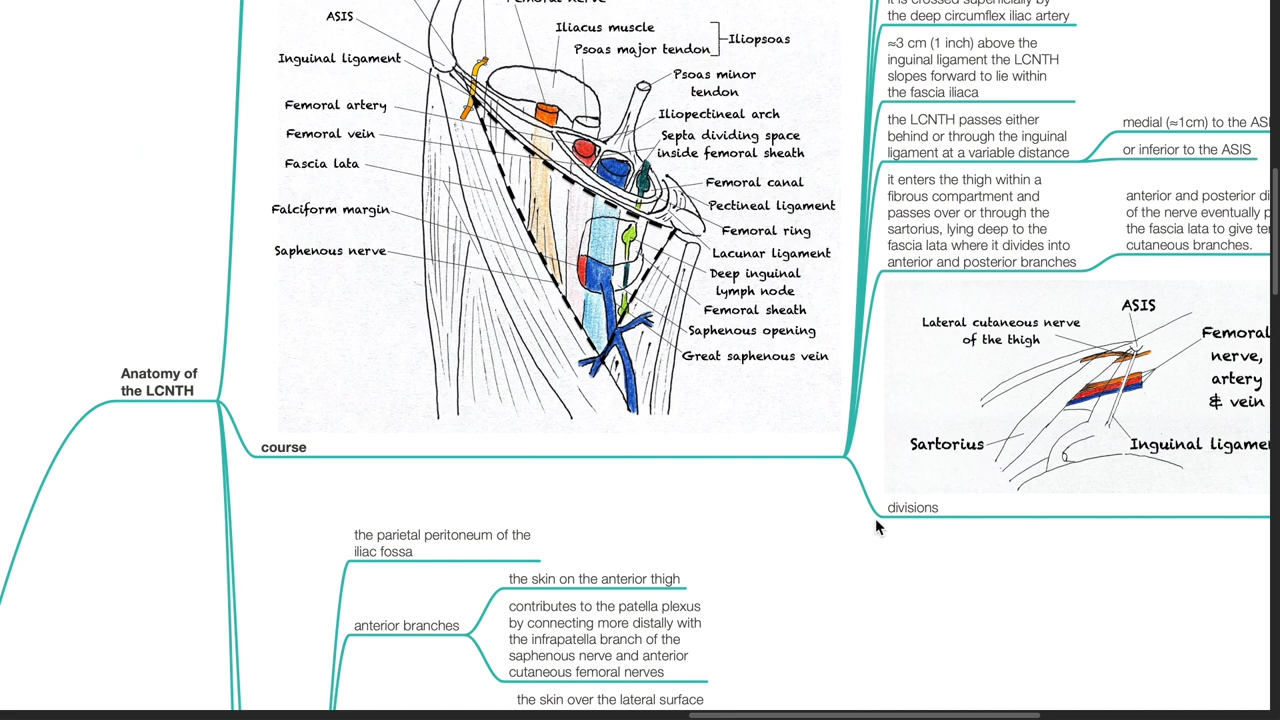 Anatomy of
the LCNTH
course
Femoral nerve
ASIS
Inguinal ligament
Femoral artery
Femoral vein
Fascia lata
Falciform margin
Saphenous nerve
Iliacus muscle
Psoas major tendon
Iliopsoas
Psoas minor
tendon
Iliopectineal arch
Septa dividing space
inside femoral sheath
Femoral canal
Pectineal ligament
Femoral ring
Lacunar ligament
Deep inguinal
lymph node
Femoral sheath
Saphenous opening
Great saphenous vein
it is crossed superficially by
the deep circumflex iliac artery
≈3 cm (1 inch) above the
inguinal ligament the LCNTH
slopes forward to lie within
the fascia iliaca
the LCNTH passes either
behind or through the inguinal
ligament at a variable distance
medial (≈1cm) to the ASI
or inferior to the ASIS
it enters the thigh within a
fibrous compartment and
passes over or through the
sartorius, lying deep to the
fascia lata where it divides into
anterior and posterior branches
anterior and posterior di
of the nerve eventually p
the fascia lata to give te
cutaneous branches.
ASIS
Lateral cutaneous nerve
of the thigh
Femoral
nerve,
artery
& vein
Sartorius
Inguinal ligame
divisions
the parietal peritoneum of the
iliac fossa
anterior branches
the skin on the anterior thigh
contributes to the patella plexus
by connecting more distally with
the infrapatella branch of the
saphenous nerve and anterior
cutaneous femoral nerves
the skin over the lateral surface